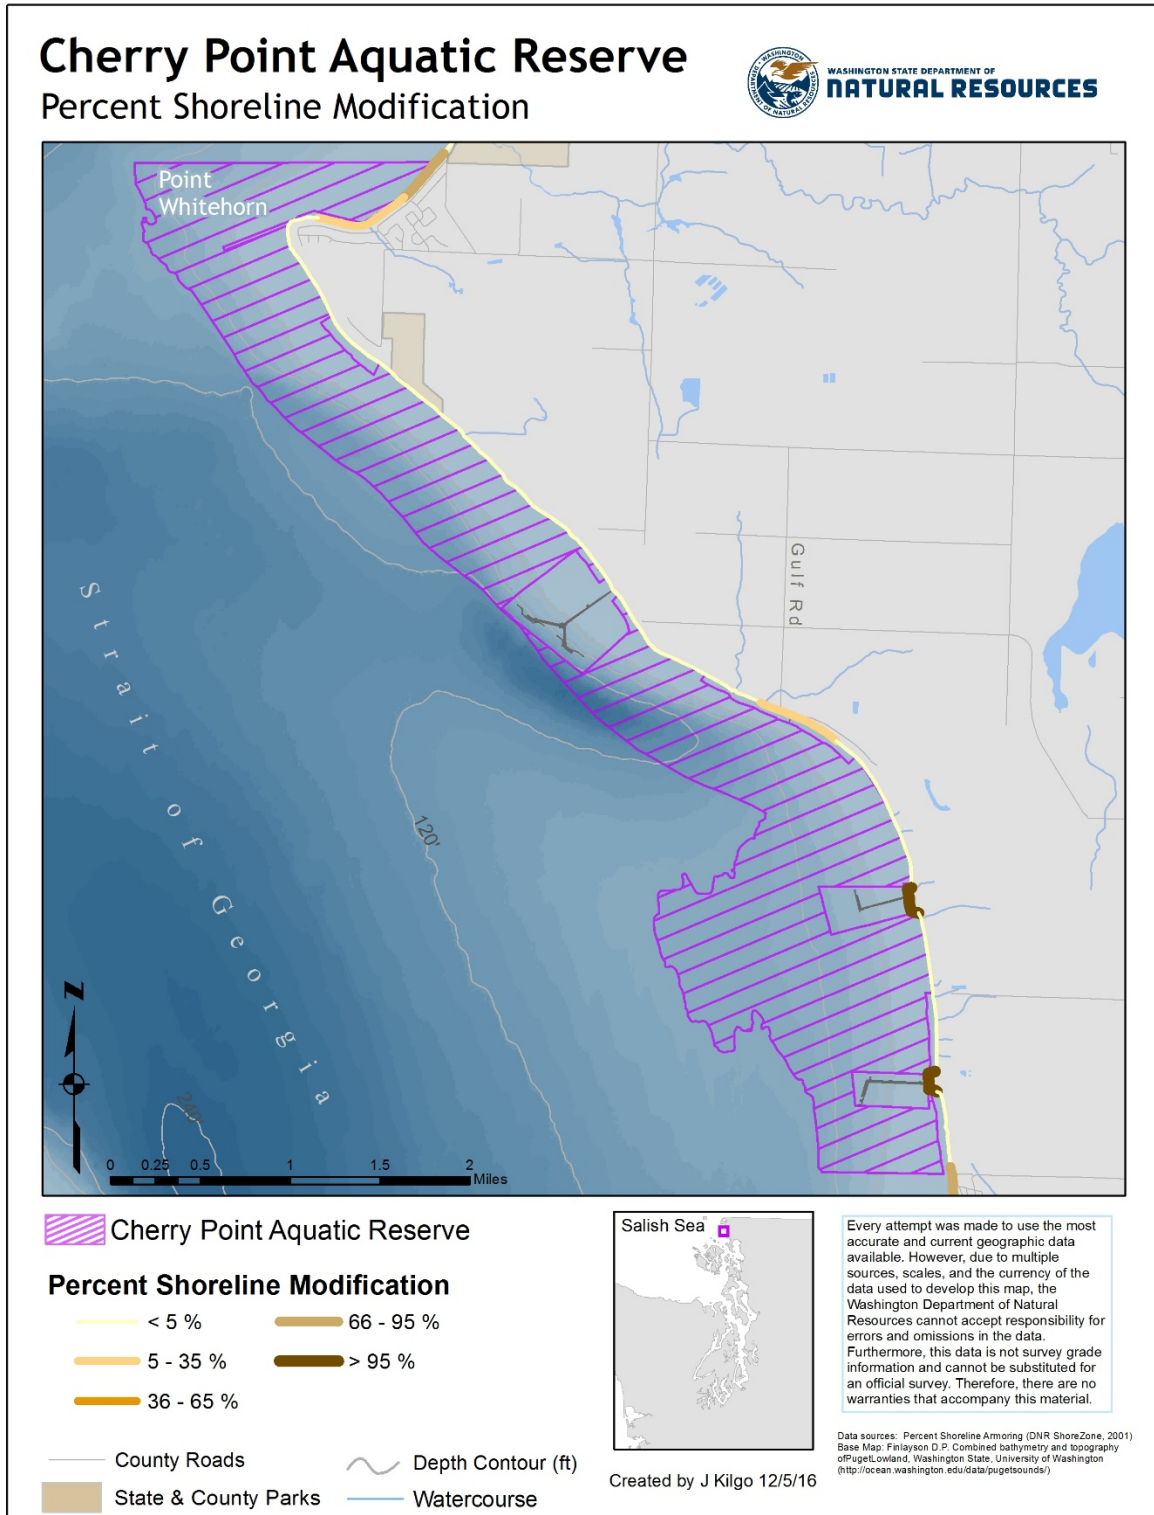 Cherry Point Aquatic Reserve
Percent Shoreline Modification
WASHINGTON STATE DEPARTMENT OF
NATURAL RESOURCES
WASHINGTON
DEPARTMENT OF NATURAL RESOURCES
Point
Whitehorn
Gulf Rd
Strait of Georgia
120'
240'
N
0 0.25 0.5 1 1.5 2
Miles
Cherry Point Aquatic Reserve
Percent Shoreline Modification
< 5 %
66 - 95 %
5 - 35 %
> 95 %
36 - 65 %
County Roads
Depth Contour (ft)
State & County Parks
Watercourse
Salish Sea
Created by J Kilgo 12/5/16
Every attempt was made to use the most
accurate and current geographic data
available. However, due to multiple
sources, scales, and the currency of the
data used to develop this map, the
Washington Department of Natural
Resources cannot accept responsibility for
errors and omissions in the data.
Furthermore, this data is not survey grade
information and cannot be substituted for
an official survey. Therefore, there are no
warranties that accompany this material.
Data sources: Percent Shoreline Armoring (DNR ShoreZone, 2001)
Base Map: Finlayson D.P. Combined bathymetry and topography
ofPugetLowland, Washington State, University of Washington
(http://ocean.washington.edu/data/pugetsounds/)